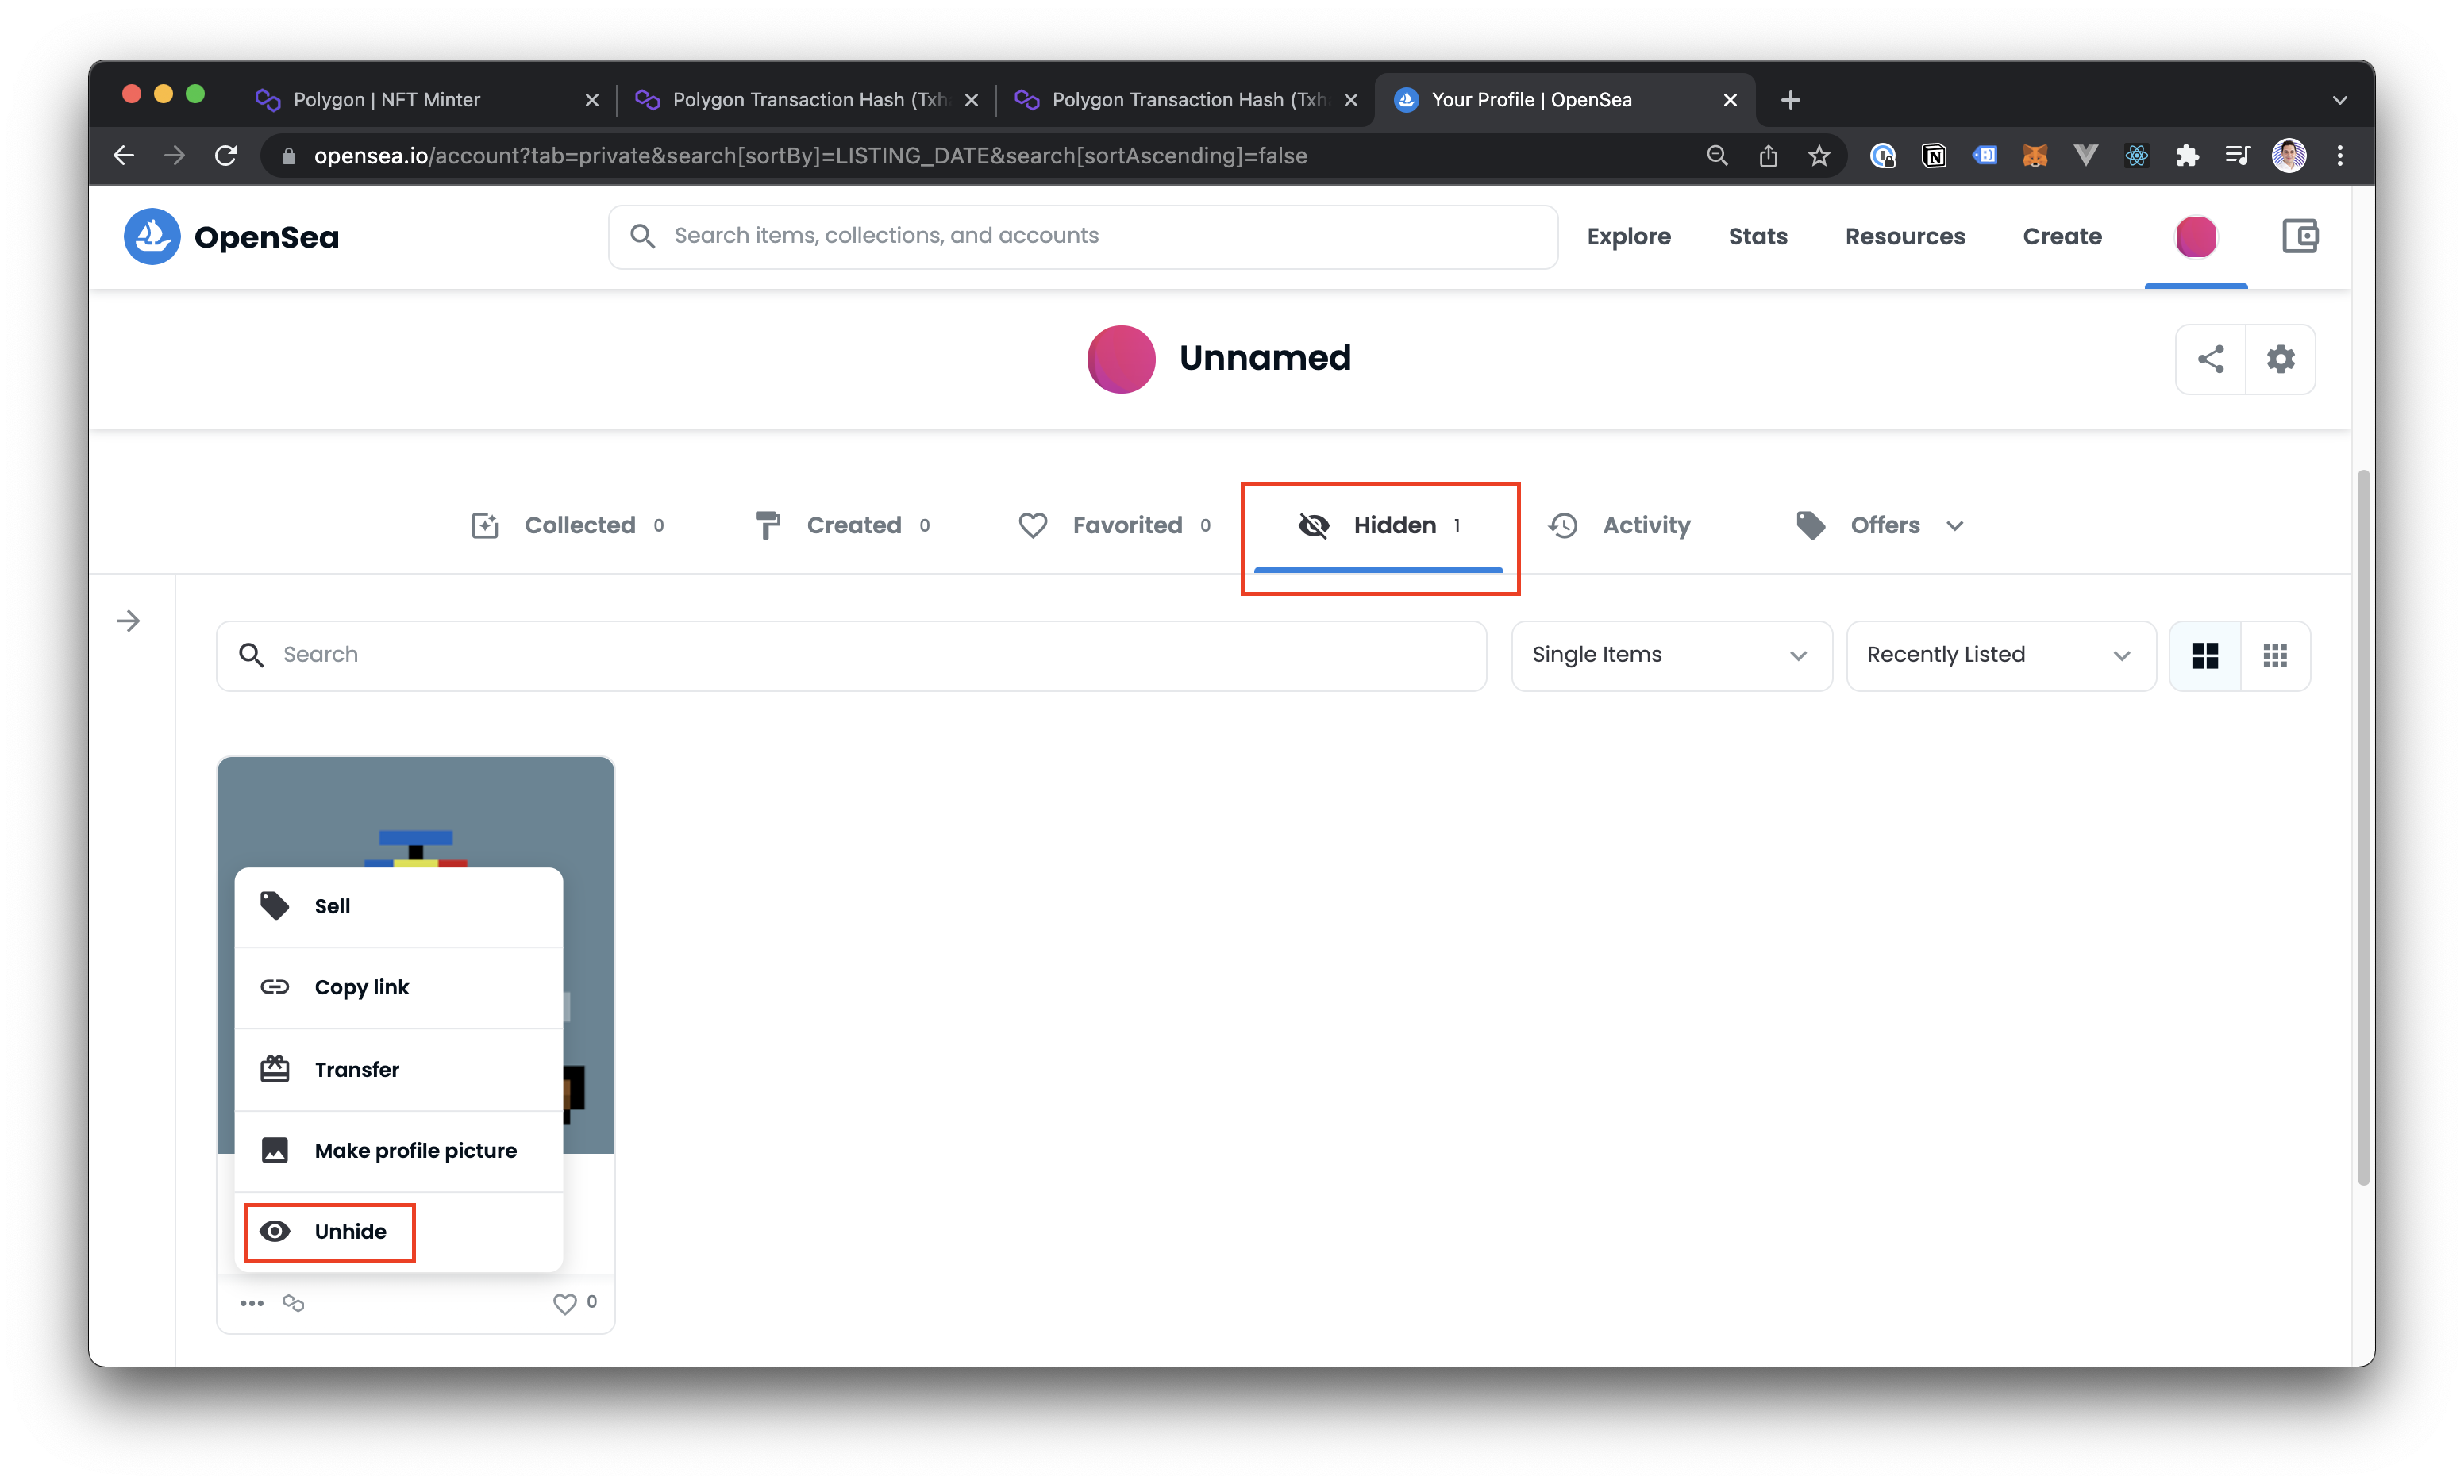 Polygon | NFT Minter
Polygon Transaction Hash (Txh
Polygon Transaction Hash (Txh
Your Profile | OpenSea
opensea.io/account?tab=private&search[sortBy]=LISTING_DATE&search[sortAscending]=false
OpenSea
Search items, collections, and accounts
Explore
Stats
Resources
Create
Unnamed
Collected 0
Created 0
Favorited 0
Hidden 1
Activity
Offers
Search
Single Items
Recently Listed
Sell
Copy link
Transfer
Make profile picture
Unhide
0